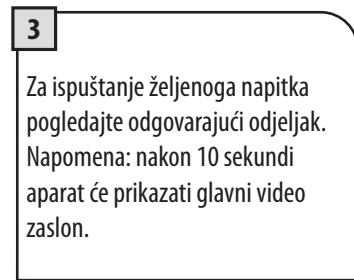 3
Za ispuštanje željenoga napitka
pogledajte odgovarajući odjeljak.
Napomena: nakon 10 sekundi
aparat će prikazati glavni video
zaslon.